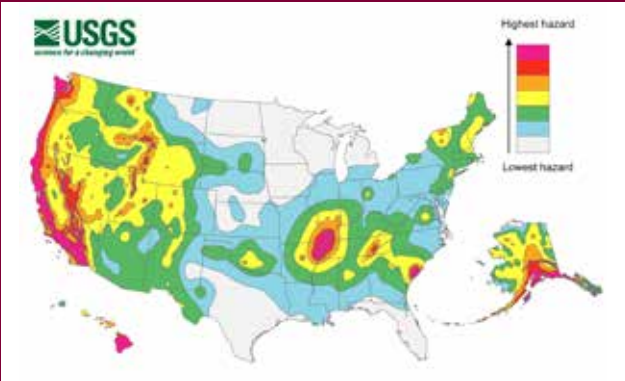 USGS
science for a changing world
Highest hazard
Lowest hazard